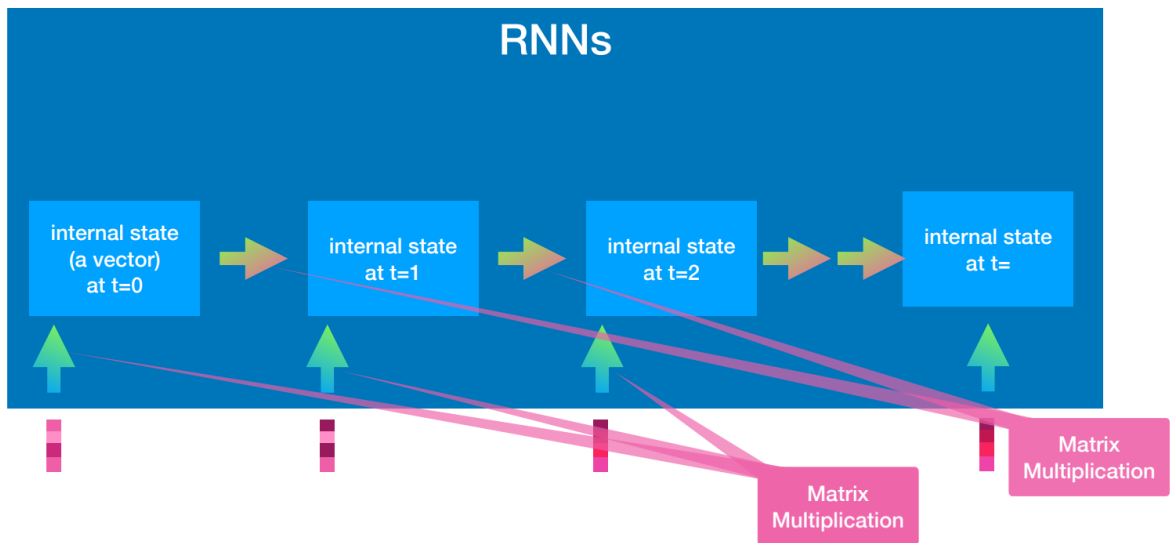 RNNs
internal state
(a vector)
at t=0
internal state
at t=1
internal state
at t=2
internal state
at t=
Matrix
Multiplication
Matrix
Multiplication